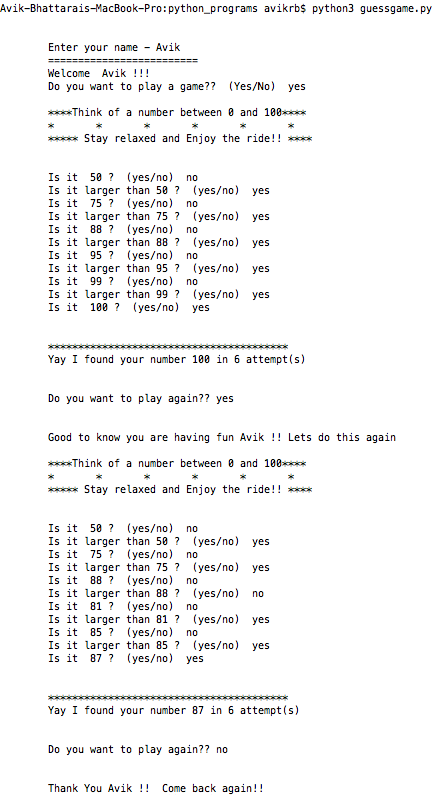 Avik-Bhattarais-MacBook-Pro:python_programs avikrb$ python3 guessgame.py
Enter your name - Avik
=========================
Welcome  Avik !!!
Do you want to play a game??  (Yes/No)  yes
****Think of a number between 0 and 100****
*       *       *       *       *       *
***** Stay relaxed and Enjoy the ride!! ****
Is it  50 ?  (yes/no)  no
Is it larger than 50 ?  (yes/no)  yes
Is it  75 ?  (yes/no)  no
Is it larger than 75 ?  (yes/no)  yes
Is it  88 ?  (yes/no)  no
Is it larger than 88 ?  (yes/no)  yes
Is it  95 ?  (yes/no)  no
Is it larger than 95 ?  (yes/no)  yes
Is it  99 ?  (yes/no)  no
Is it larger than 99 ?  (yes/no)  yes
Is it  100 ?  (yes/no)  yes
****************************************
Yay I found your number 100 in 6 attempt(s)
Do you want to play again?? yes
Good to know you are having fun Avik !! Lets do this again
****Think of a number between 0 and 100****
*       *       *       *       *       *
***** Stay relaxed and Enjoy the ride!! ****
Is it  50 ?  (yes/no)  no
Is it larger than 50 ?  (yes/no)  yes
Is it  75 ?  (yes/no)  no
Is it larger than 75 ?  (yes/no)  yes
Is it  88 ?  (yes/no)  no
Is it larger than 88 ?  (yes/no)  no
Is it  81 ?  (yes/no)  no
Is it larger than 81 ?  (yes/no)  yes
Is it  85 ?  (yes/no)  no
Is it larger than 85 ?  (yes/no)  yes
Is it  87 ?  (yes/no)  yes
****************************************
Yay I found your number 87 in 6 attempt(s)
Do you want to play again?? no
Thank You Avik !!  Come back again!!